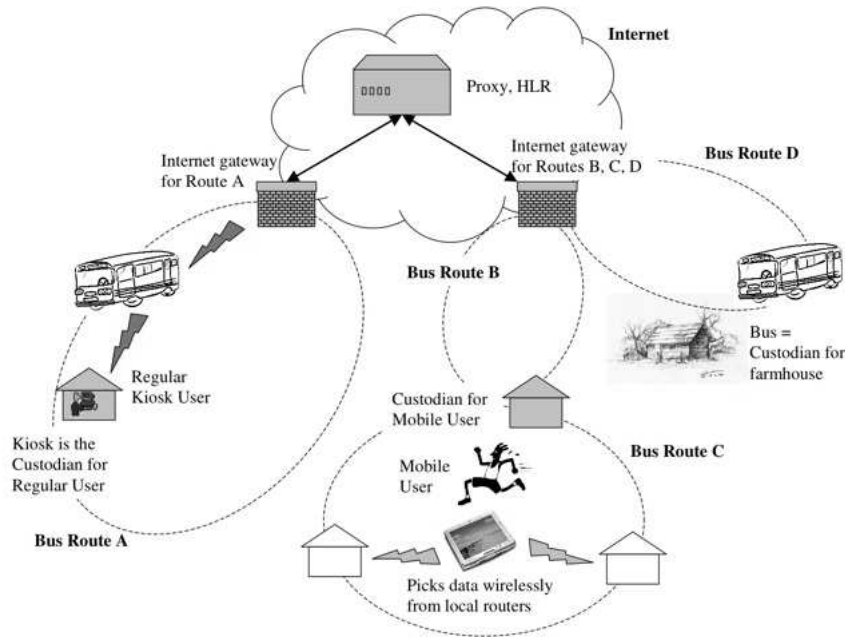 Internet
Proxy, HLR
Internet gateway
for Route A
Internet gateway
for Routes B, C, D
Bus Route D
Bus Route B
Bus =
Custodian for
farmhouse
Regular
Kiosk User
Custodian for
Mobile User
Kiosk is the
Custodian for
Regular User
Mobile
User
Bus Route C
Bus Route A
Picks data wirelessly
from local routers